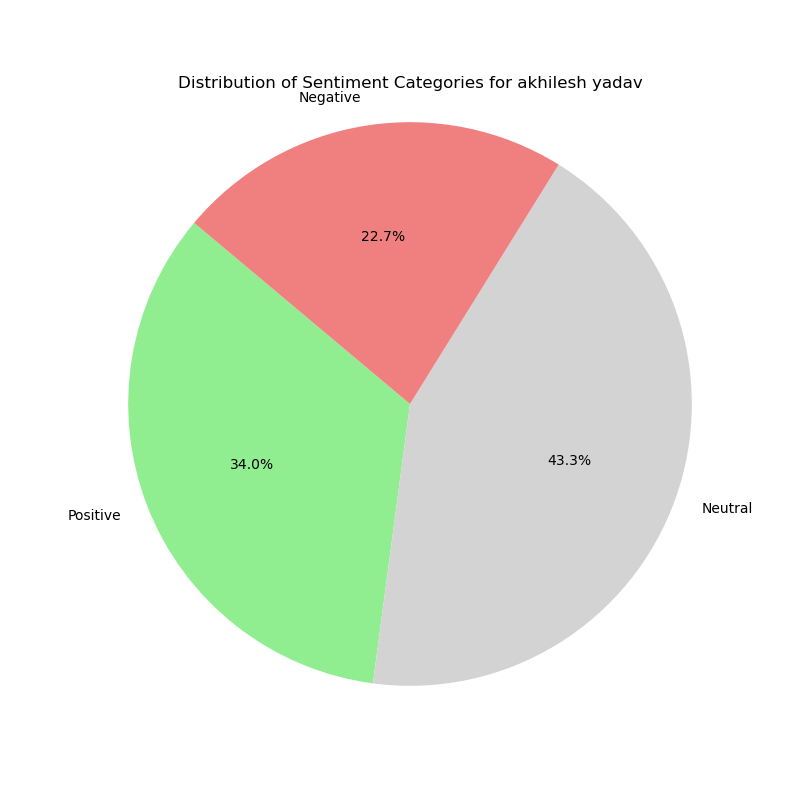 Distribution of Sentiment Categories for akhilesh yadav
Negative
22.7%
34.0%
43.3%
Positive
Neutral